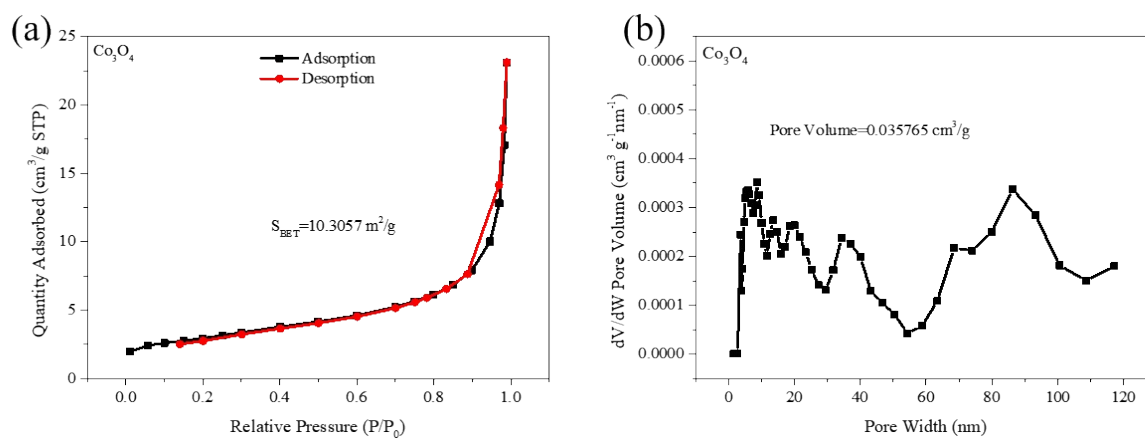 (a)
Co₃O₄
Adsorption
Desorption
S_BET=10.3057 m²/g
Quantity Adsorbed (cm³/g STP)
25
20
15
10
5
0
0.0 0.2 0.4 0.6 0.8 1.0
Relative Pressure (P/P₀)
(b)
Co₃O₄
Pore Volume=0.035765 cm³/g
dV/dW Pore Volume (cm³ g⁻¹nm⁻¹)
0.0006
0.0005
0.0004
0.0003
0.0002
0.0001
0.0000
0 20 40 60 80 100 120
Pore Width (nm)